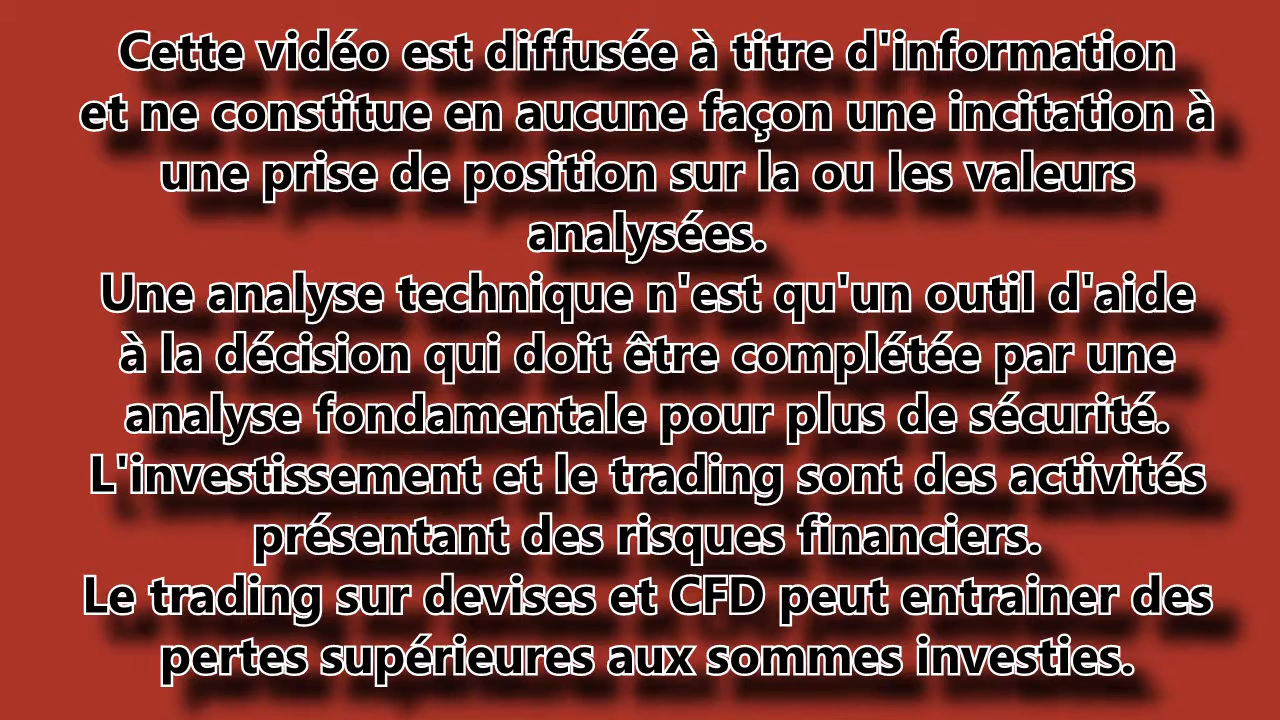 Cette vidéo est diffusée à titre d'information
et ne constitue en aucune façon une incitation à
une prise de position sur la ou les valeurs
analysées.
Une analyse technique n'est qu'un outil d'aide
à la décision qui doit être complétée par une
analyse fondamentale pour plus de sécurité.
L'investissement et le trading sont des activités
présentant des risques financiers.
Le trading sur devises et CFD peut entrainer des
pertes supérieures aux sommes investies.